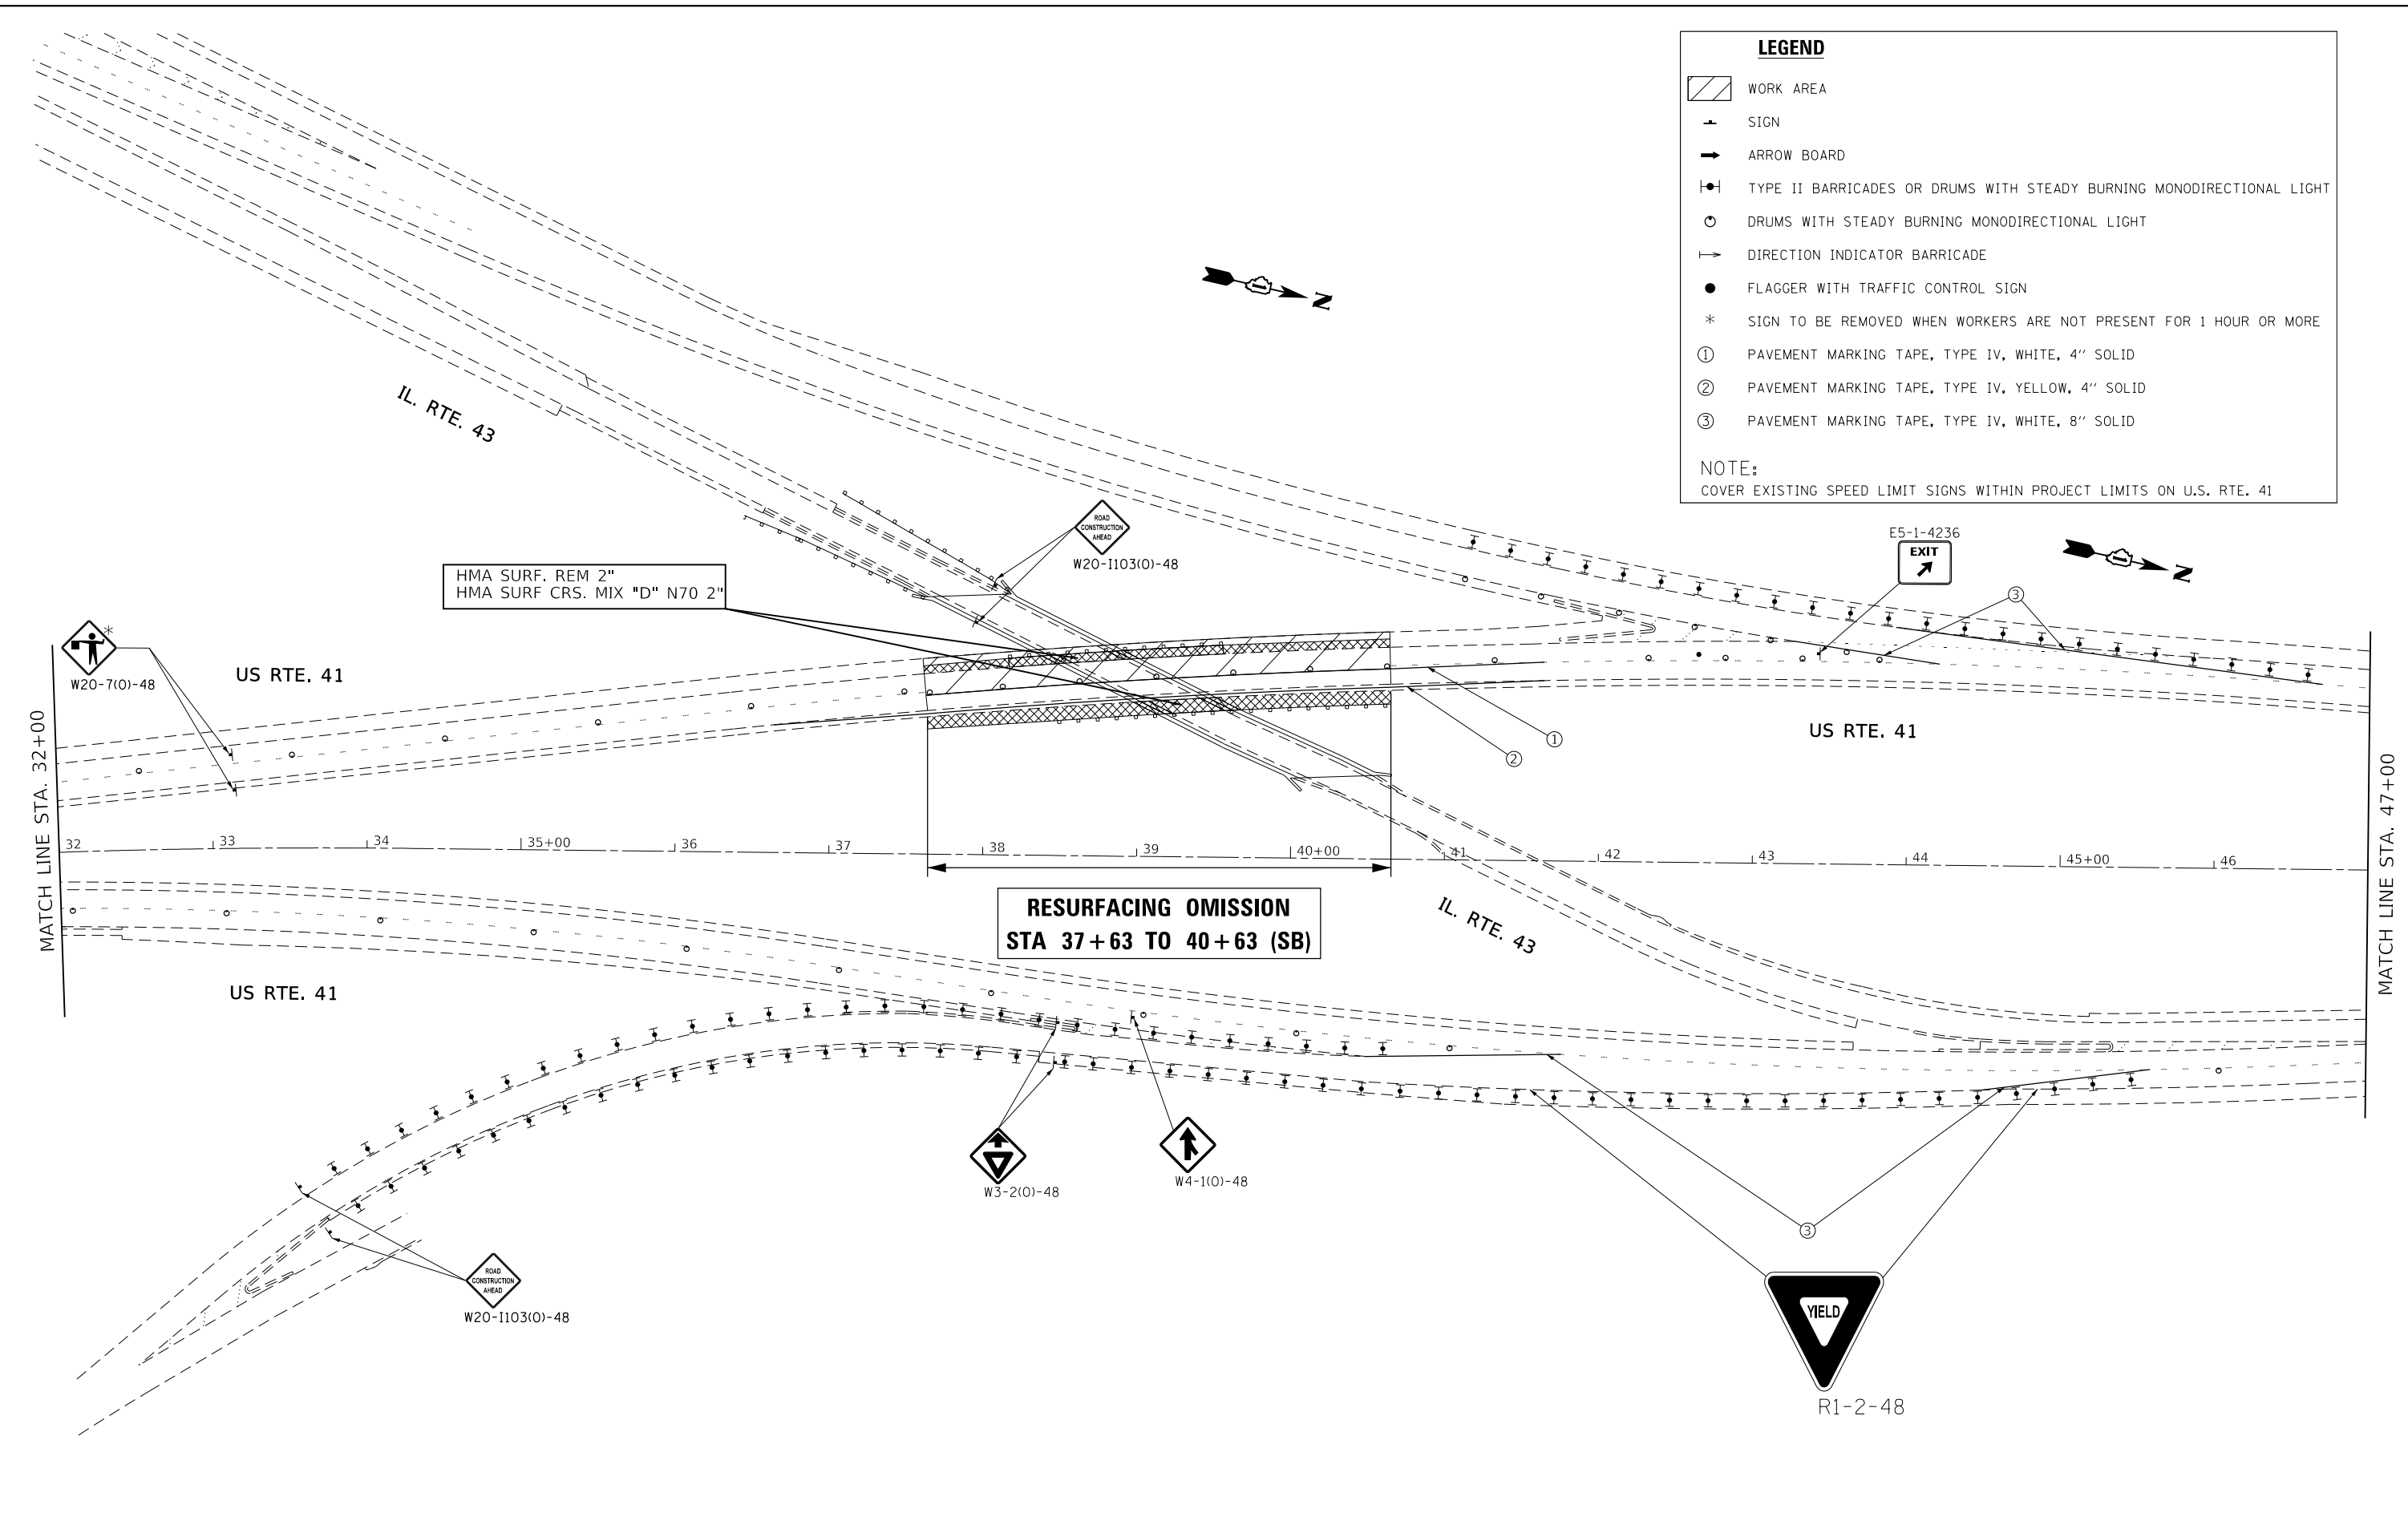 LEGEND
WORK AREA
SIGN
ARROW BOARD
TYPE II BARRICADES OR DRUMS WITH STEADY BURNING MONODIRECTIONAL LIGHT
DRUMS WITH STEADY BURNING MONODIRECTIONAL LIGHT
DIRECTION INDICATOR BARRICADE
FLAGGER WITH TRAFFIC CONTROL SIGN
* SIGN TO BE REMOVED WHEN WORKERS ARE NOT PRESENT FOR 1 HOUR OR MORE
① PAVEMENT MARKING TAPE, TYPE IV, WHITE, 4'' SOLID
② PAVEMENT MARKING TAPE, TYPE IV, YELLOW, 4'' SOLID
③ PAVEMENT MARKING TAPE, TYPE IV, WHITE, 8'' SOLID
NOTE:
COVER EXISTING SPEED LIMIT SIGNS WITHIN PROJECT LIMITS ON U.S. RTE. 41
N
IL. RTE. 43
ROAD
CONSTRUCTION
AHEAD
W20-I103(O)-48
E5-1-4236
EXIT
N
③
HMA SURF. REM 2"
HMA SURF CRS. MIX "D" N70 2"
*
W20-7(O)-48
US RTE. 41
US RTE. 41
①
②
MATCH LINE STA. 32+00
MATCH LINE STA. 47+00
32 33 34 35+00 36 37 38 39 40+00 41 42 43 44 45+00 46
RESURFACING OMISSION
STA 37+63 TO 40+63 (SB)
IL. RTE. 43
US RTE. 41
W3-2(O)-48
W4-1(O)-48
③
ROAD
CONSTRUCTION
AHEAD
W20-I103(O)-48
YIELD
R1-2-48